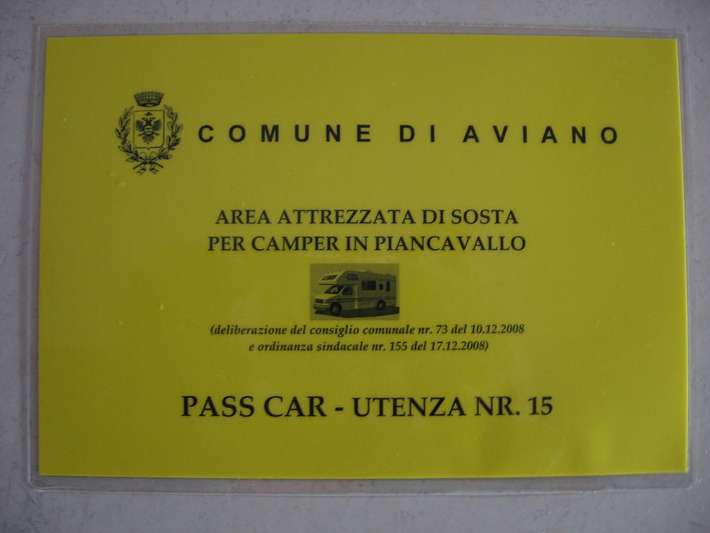 COMUNE DI AVIANO
AREA ATTREZZATA DI SOSTA
PER CAMPER IN PIANCAVALLO
(deliberazione del consiglio comunale nr. 73 del 10.12.2008
e ordinanza sindacale nr. 155 del 17.12.2008)
PASS CAR - UTENZA NR. 15